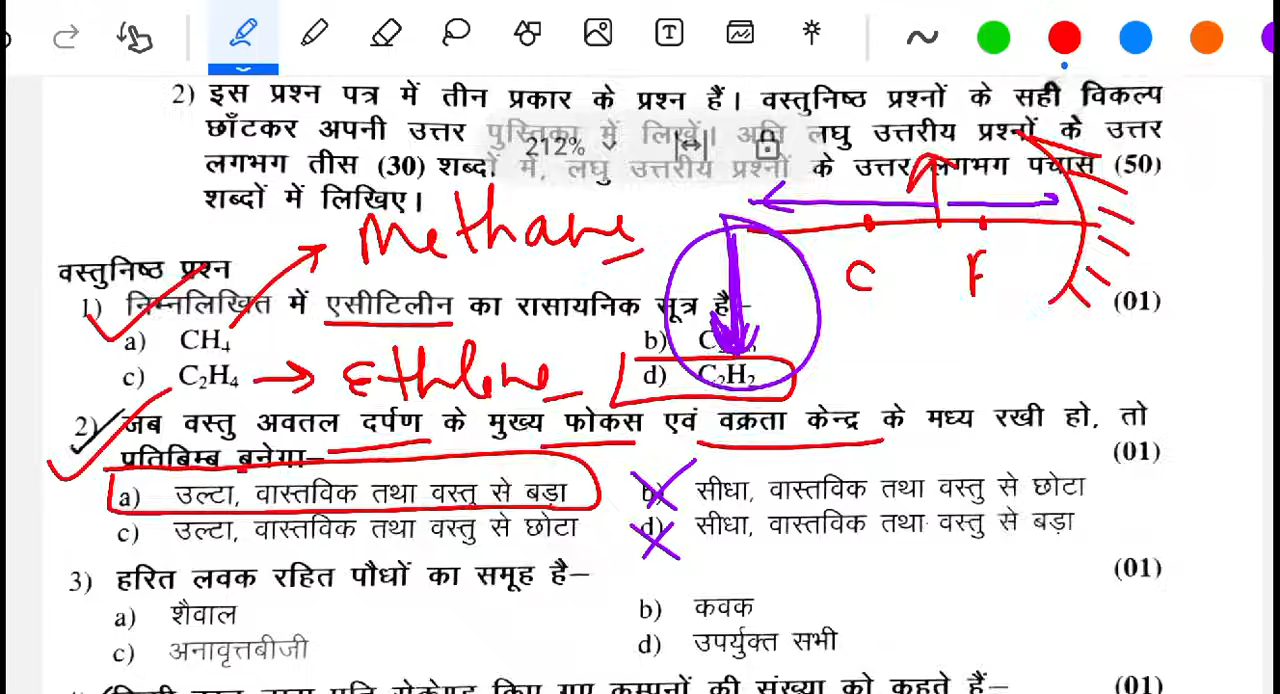 2) इस प्रश्न पत्र में तीन प्रकार के प्रश्न हैं। वस्तुनिष्ठ प्रश्नों के सही विकल्प
छाँटकर अपनी उत्तर पुस्तिका में लिखें। अति लघु उत्तरीय प्रश्नों के उत्तर
212%
लगभग तीस (30) शब्दों में, लघु उत्तरीय प्रश्नों के उत्तर लगभग पचास (50)
शब्दों में लिखिए।
Methane
C F
वस्तुनिष्ठ प्रश्न
1) निम्नलिखित में एसीटिलीन का रासायनिक सूत्र है– (01)
a) CH₄ b) C
c) C₂H₄ Ethlene d) C₂H₂
2) जब वस्तु अवतल दर्पण के मुख्य फोकस एवं वक्रता केन्द्र के मध्य रखी हो, तो
प्रतिबिम्ब बनेगा– (01)
a) उल्टा, वास्तविक तथा वस्तु से बड़ा b) सीधा, वास्तविक तथा वस्तु से छोटा
c) उल्टा, वास्तविक तथा वस्तु से छोटा d) सीधा, वास्तविक तथा वस्तु से बड़ा
3) हरित लवक रहित पौधों का समूह है– (01)
a) शैवाल b) कवक
c) अनावृत्तबीजी d) उपर्युक्त सभी
की संख्या को कहते हैं– (01)